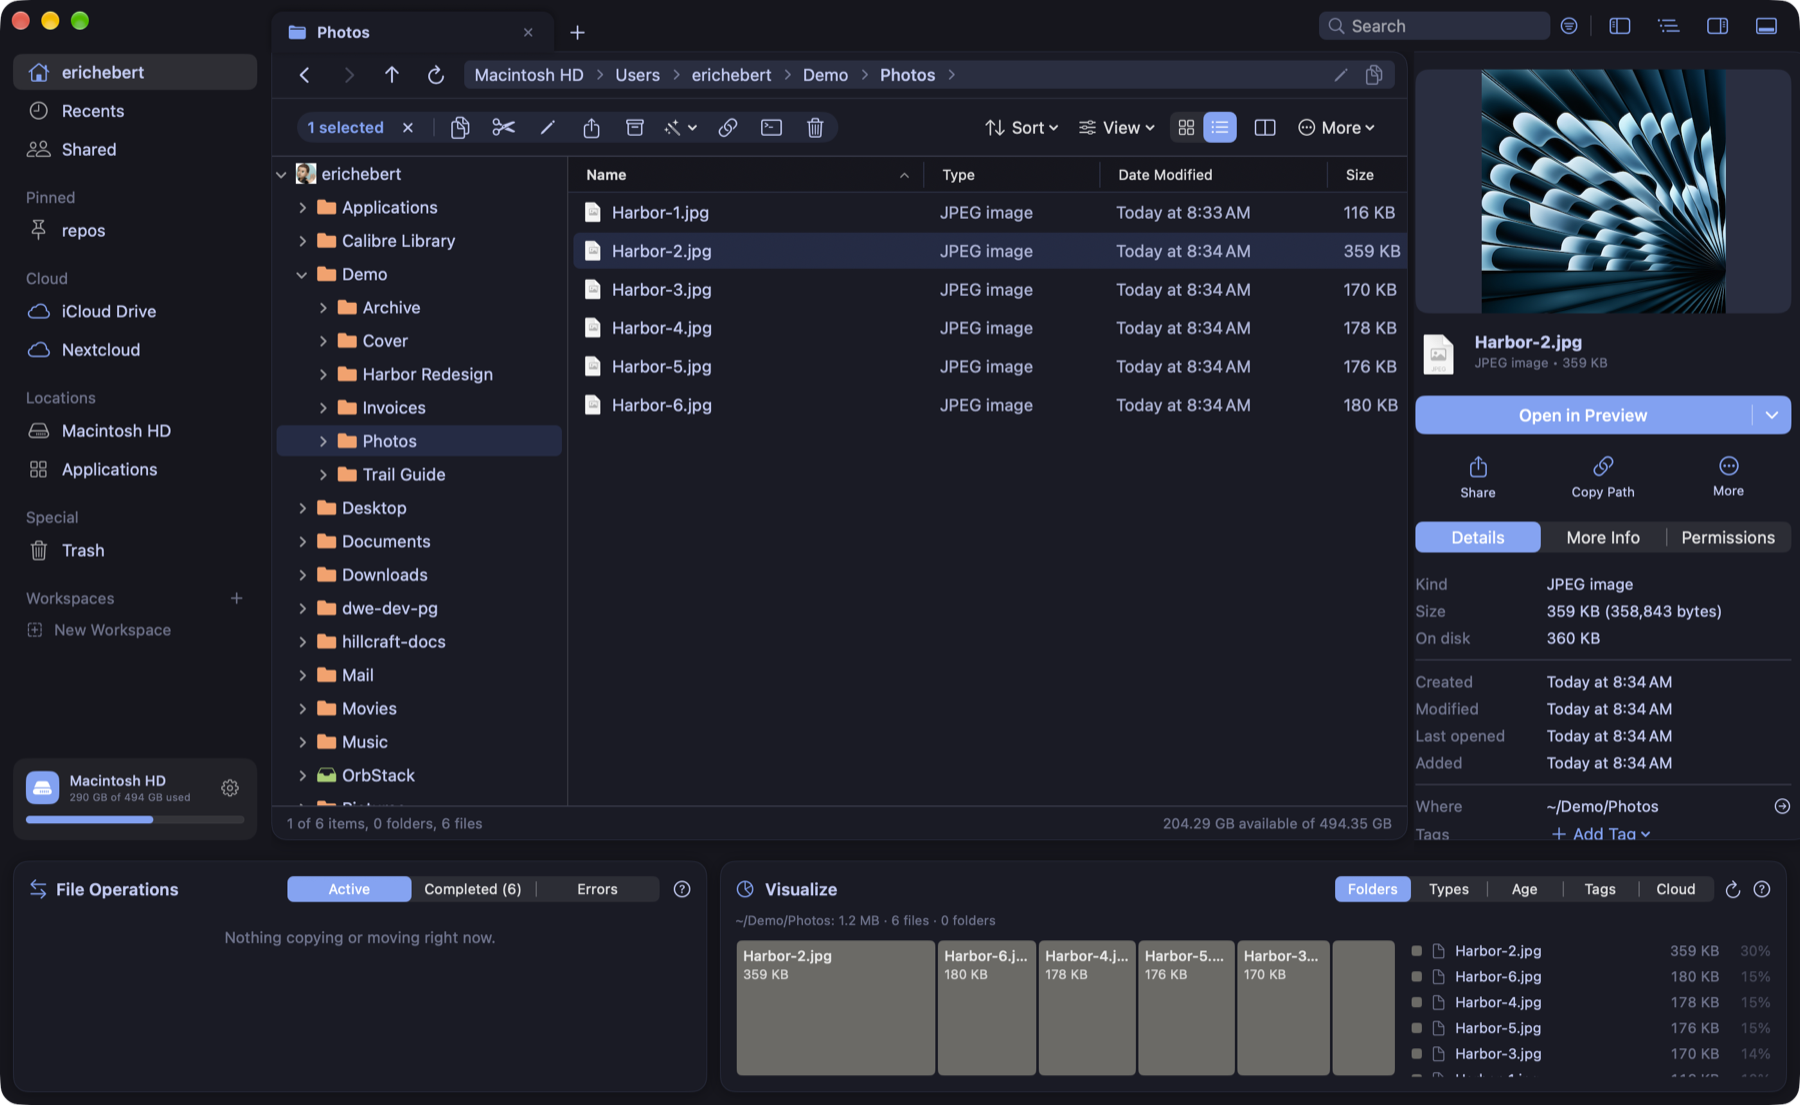 Photos
Search
erichebert
Recents
Shared
Pinned
repos
Cloud
iCloud Drive
Nextcloud
Locations
Macintosh HD
Applications
Special
Trash
Workspaces
New Workspace
Macintosh HD
290 GB of 494 GB used
Macintosh HD > Users > erichebert > Demo > Photos >
1 selected
Sort
View
More
erichebert
Applications
Calibre Library
Demo
Archive
Cover
Harbor Redesign
Invoices
Photos
Trail Guide
Desktop
Documents
Downloads
dwe-dev-pg
hillcraft-docs
Mail
Movies
Music
OrbStack
Name Type Date Modified Size
Harbor-1.jpg JPEG image Today at 8:33 AM 116 KB
Harbor-2.jpg JPEG image Today at 8:34 AM 359 KB
Harbor-3.jpg JPEG image Today at 8:34 AM 170 KB
Harbor-4.jpg JPEG image Today at 8:34 AM 178 KB
Harbor-5.jpg JPEG image Today at 8:34 AM 176 KB
Harbor-6.jpg JPEG image Today at 8:34 AM 180 KB
1 of 6 items, 0 folders, 6 files
204.29 GB available of 494.35 GB
Harbor-2.jpg
JPEG image • 359 KB
Open in Preview
Share
Copy Path
More
Details
More Info
Permissions
Kind JPEG image
Size 359 KB (358,843 bytes)
On disk 360 KB
Created Today at 8:34 AM
Modified Today at 8:34 AM
Last opened Today at 8:34 AM
Added Today at 8:34 AM
Where ~/Demo/Photos
Tags + Add Tag
File Operations
Active
Completed (6)
Errors
Nothing copying or moving right now.
Visualize
Folders
Types
Age
Tags
Cloud
~/Demo/Photos: 1.2 MB · 6 files · 0 folders
Harbor-2.jpg
359 KB
Harbor-6.j...
180 KB
Harbor-4.j...
178 KB
Harbor-5....
176 KB
Harbor-3...
170 KB
Harbor-2.jpg 359 KB 30%
Harbor-6.jpg 180 KB 15%
Harbor-4.jpg 178 KB 15%
Harbor-5.jpg 176 KB 15%
Harbor-3.jpg 170 KB 14%